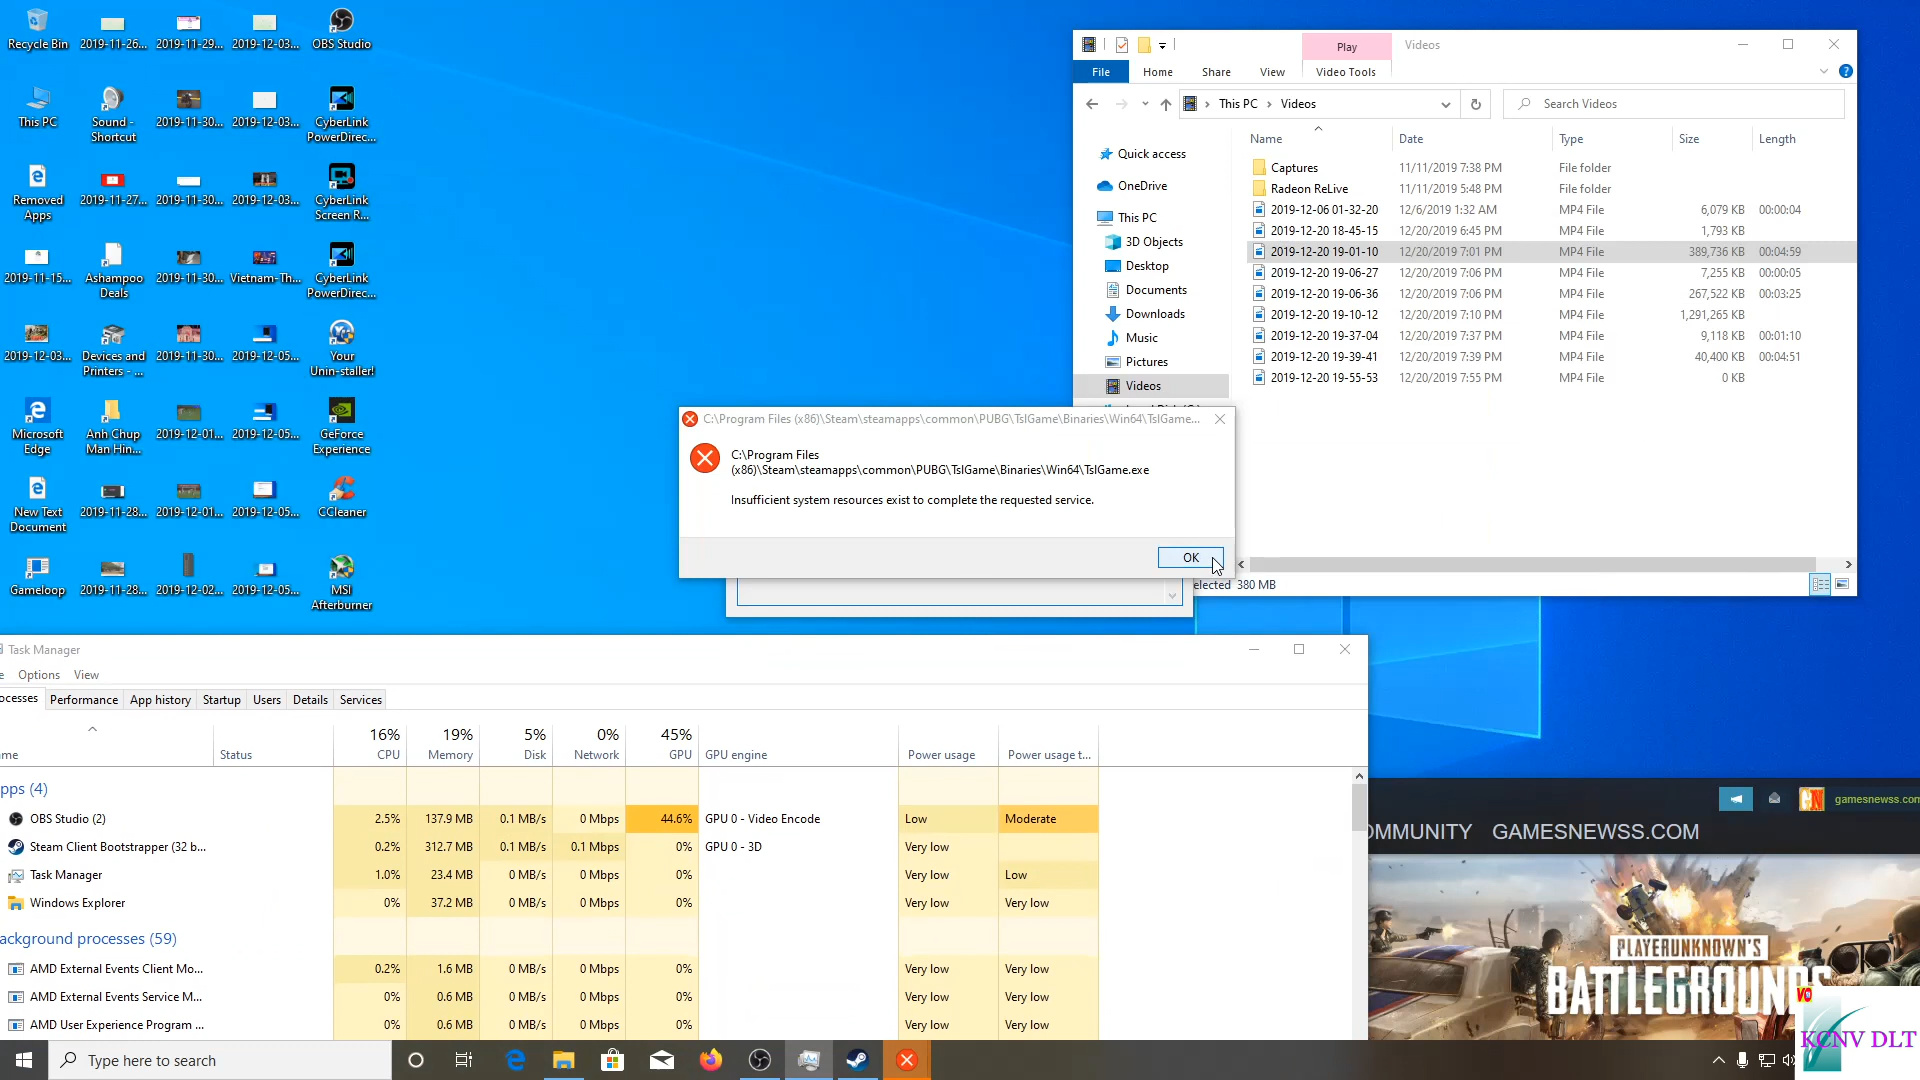 Recycle Bin
2019-11-26...
2019-11-29...
2019-12-03...
OBS Studio
This PC
Sound -
Shortcut
2019-11-30...
2019-12-03...
CyberLink
PowerDirec...
Removed
Apps
2019-11-27...
2019-11-30...
2019-12-03...
CyberLink
Screen R...
2019-11-15...
Ashampoo
Deals
2019-11-30...
Vietnam-Th...
CyberLink
PowerDirec...
2019-12-03...
Devices and
Printers - ...
2019-11-30...
2019-12-05...
Your
Unin-staller!
Microsoft
Edge
Anh Chup
Man Hin...
2019-12-01...
2019-12-05...
GeForce
Experience
New Text
Document
2019-11-28...
2019-12-01...
2019-12-05...
CCleaner
Gameloop
2019-11-28...
2019-12-02...
2019-12-05...
MSI
Afterburner
Play
Videos
File
Home
Share
View
Video Tools
This PC
Videos
Search Videos
Name
Date
Type
Size
Length
Quick access
OneDrive
This PC
3D Objects
Desktop
Documents
Downloads
Music
Pictures
Videos
Captures 11/11/2019 7:38 PM File folder
Radeon ReLive 11/11/2019 5:48 PM File folder
2019-12-06 01-32-20 12/6/2019 1:32 AM MP4 File 6,079 KB 00:00:04
2019-12-20 18-45-15 12/20/2019 6:45 PM MP4 File 1,793 KB
2019-12-20 19-01-10 12/20/2019 7:01 PM MP4 File 389,736 KB 00:04:59
2019-12-20 19-06-27 12/20/2019 7:06 PM MP4 File 7,255 KB 00:00:05
2019-12-20 19-06-36 12/20/2019 7:06 PM MP4 File 267,522 KB 00:03:25
2019-12-20 19-10-12 12/20/2019 7:10 PM MP4 File 1,291,265 KB
2019-12-20 19-37-04 12/20/2019 7:37 PM MP4 File 9,118 KB 00:01:10
2019-12-20 19-39-41 12/20/2019 7:39 PM MP4 File 40,400 KB 00:04:51
2019-12-20 19-55-53 12/20/2019 7:55 PM MP4 File 0 KB
elected 380 MB
C:\Program Files (x86)\Steam\steamapps\common\PUBG\TslGame\Binaries\Win64\TslGame...
C:\Program Files
(x86)\Steam\steamapps\common\PUBG\TslGame\Binaries\Win64\TslGame.exe
Insufficient system resources exist to complete the requested service.
OK
Task Manager
e Options View
ocesses Performance App history Startup Users Details Services
16% 19% 5% 0% 45%
me Status CPU Memory Disk Network GPU GPU engine Power usage Power usage t...
pps (4)
OBS Studio (2) 2.5% 137.9 MB 0.1 MB/s 0 Mbps 44.6% GPU 0 - Video Encode Low Moderate
Steam Client Bootstrapper (32 b... 0.2% 312.7 MB 0.1 MB/s 0.1 Mbps 0% GPU 0 - 3D Very low
Task Manager 1.0% 23.4 MB 0 MB/s 0 Mbps 0% Very low Low
Windows Explorer 0% 37.2 MB 0 MB/s 0 Mbps 0% Very low Very low
ackground processes (59)
AMD External Events Client Mo... 0.2% 1.6 MB 0 MB/s 0 Mbps 0% Very low Very low
AMD External Events Service M... 0% 0.6 MB 0 MB/s 0 Mbps 0% Very low Very low
AMD User Experience Program ... 0% 0.6 MB 0 MB/s 0 Mbps 0% Very low Very low
gamesnewss.com
OMMUNITY GAMESNEWSS.COM
PLAYERUNKNOWN'S
BATTLEGROUNDS
VO
KCNV DLT
Type here to search